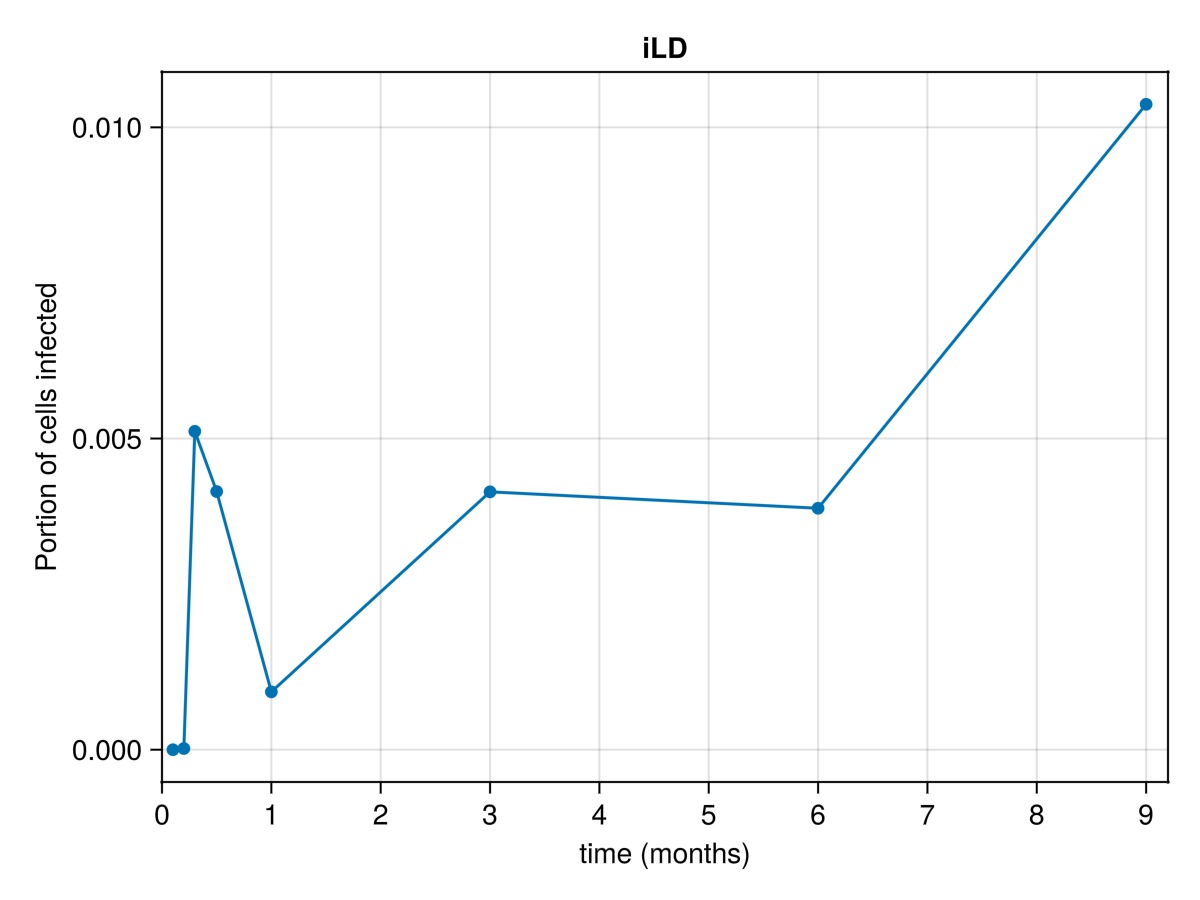 iLD
0.010
0.005
0.000
Portion of cells infected
0 1 2 3 4 5 6 7 8 9
time (months)